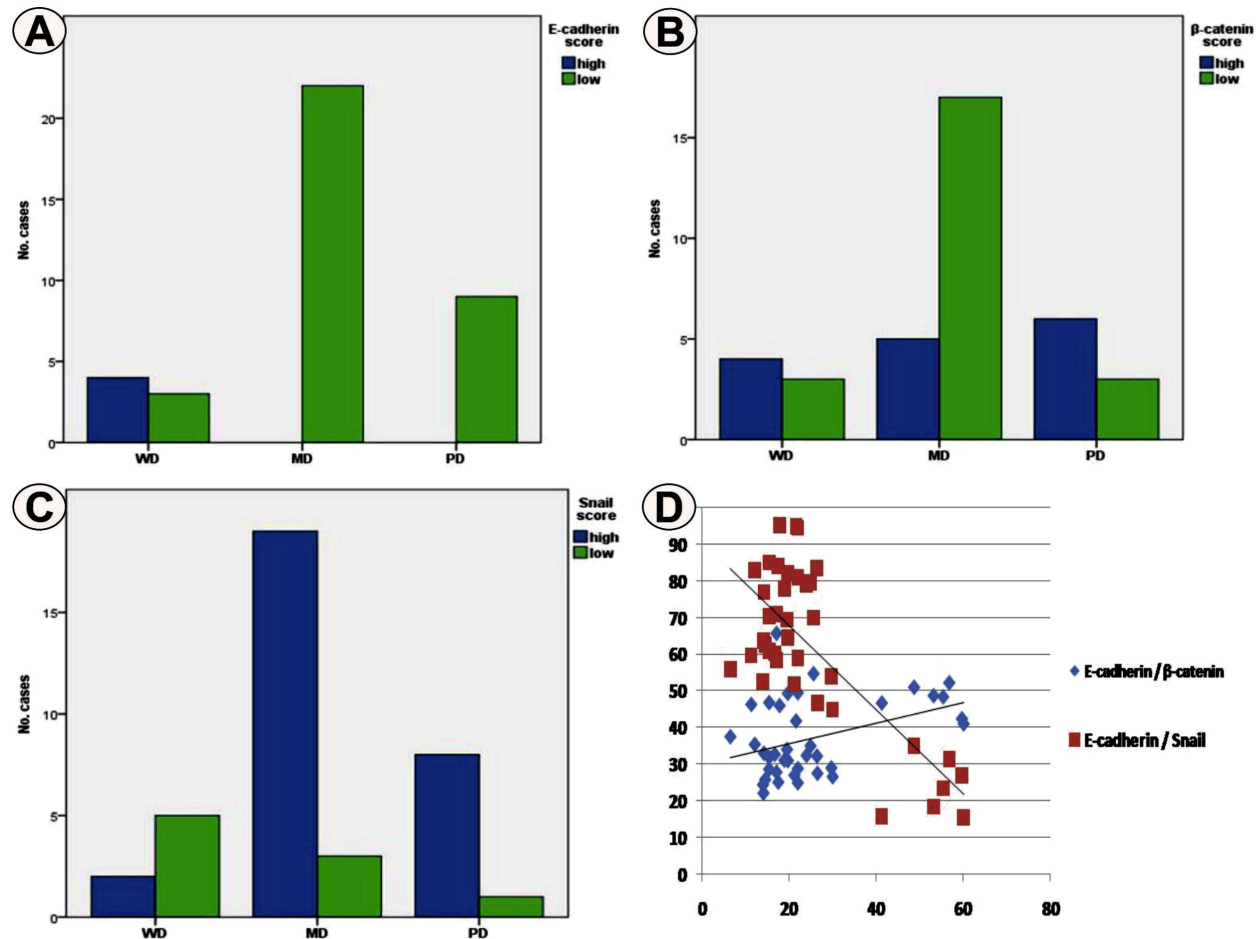 A
E-cadherin
score
high
low
No. cases
20
15
10
5
0
WD MD PD
B
β-catenin
score
high
low
No. cases
15
10
5
0
WD MD PD
C
Snail
score
high
low
No. cases
15
10
5
0
WD MD PD
D
90
80
70
60
50
40
30
20
10
0
0 20 40 60 80
E-cadherin / β-catenin
E-cadherin / Snail